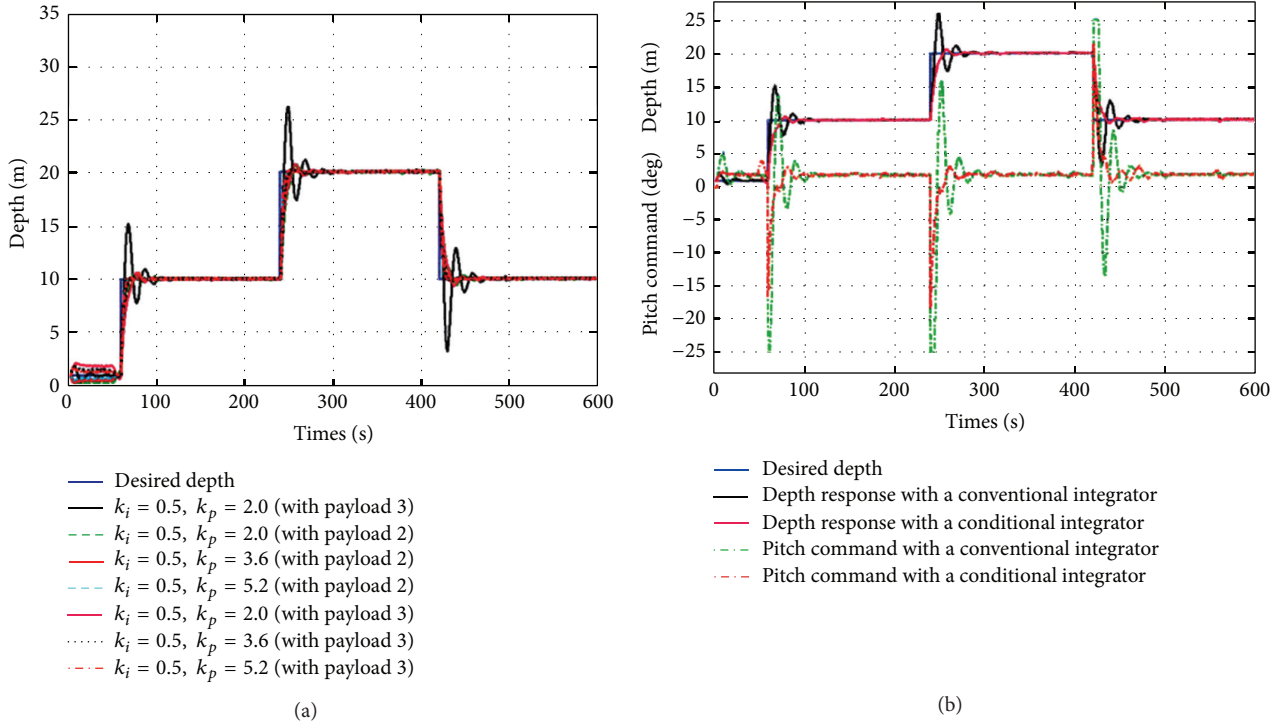 35
30
25
20
15
10
5
0
Depth (m)
0
100
200
300
400
500
600
Times (s)
Desired depth
k_i = 0.5, k_p = 2.0 (with payload 3)
k_i = 0.5, k_p = 2.0 (with payload 2)
k_i = 0.5, k_p = 3.6 (with payload 2)
k_i = 0.5, k_p = 5.2 (with payload 2)
k_i = 0.5, k_p = 2.0 (with payload 3)
k_i = 0.5, k_p = 3.6 (with payload 3)
k_i = 0.5, k_p = 5.2 (with payload 3)
(a)
25
20
15
10
5
0
−5
−10
−15
−20
−25
Pitch command (deg) Depth (m)
0
100
200
300
400
500
600
Times (s)
Desired depth
Depth response with a conventional integrator
Depth response with a conditional integrator
Pitch command with a conventional integrator
Pitch command with a conditional integrator
(b)